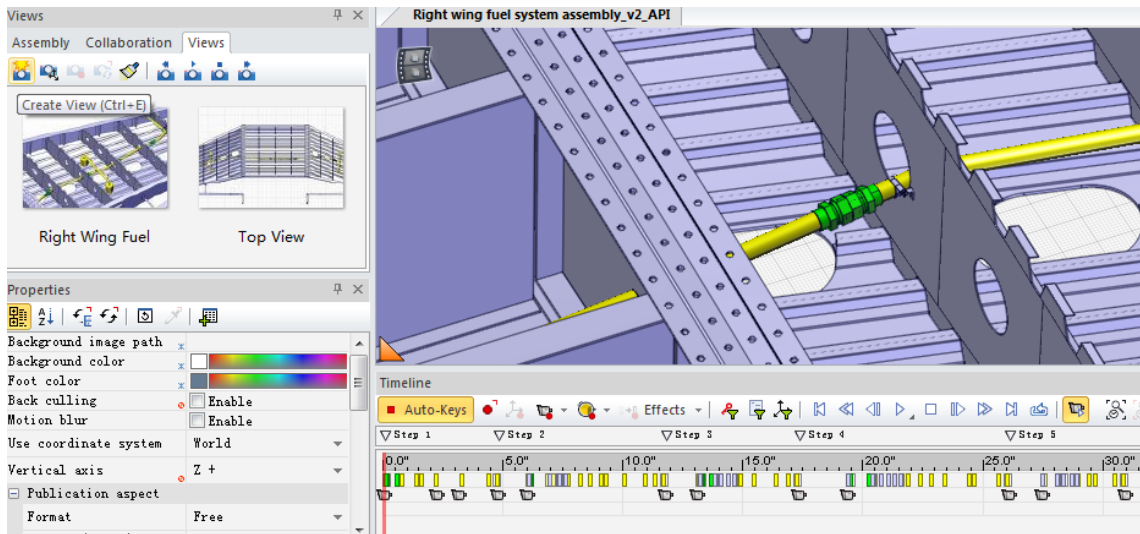 Views
Right wing fuel system assembly_v2_API
Assembly Collaboration Views
Create View (Ctrl+E)
Right Wing Fuel
Top View
Properties
Background image path
Background color
Foot color
Back culling
Enable
Motion blur
Enable
Use coordinate system
World
Vertical axis
Z +
Publication aspect
Format
Free
Timeline
Auto-Keys
Effects
Step 1 Step 2 Step 3 Step 4 Step 5
0.0" 5.0" 10.0" 15.0" 20.0" 25.0" 30.0"